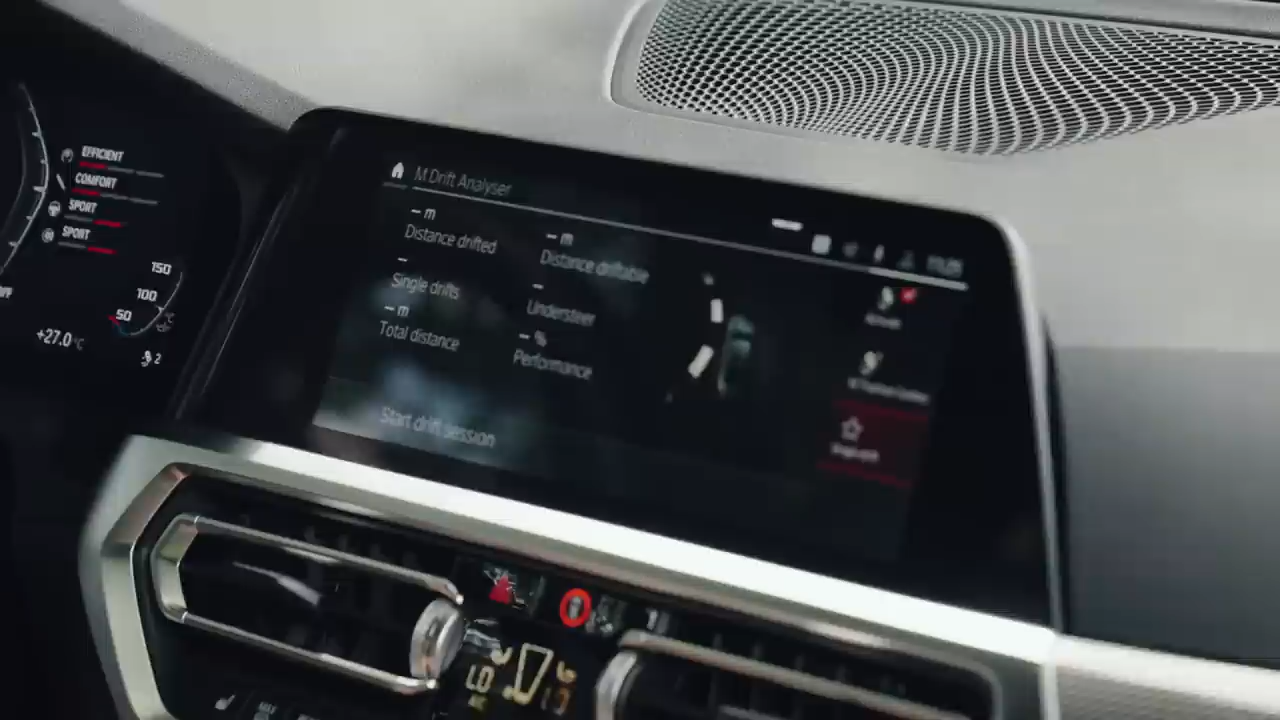 EFFICIENT
COMFORT
SPORT
SPORT
150
100
50
°C
+27.0°C
2
M Drift Analyser
– m
Distance drifted
– m
Distance driftable
–
Single drifts
–
Understeer
– m
Total distance
– %
Performance
Start drift session
LO